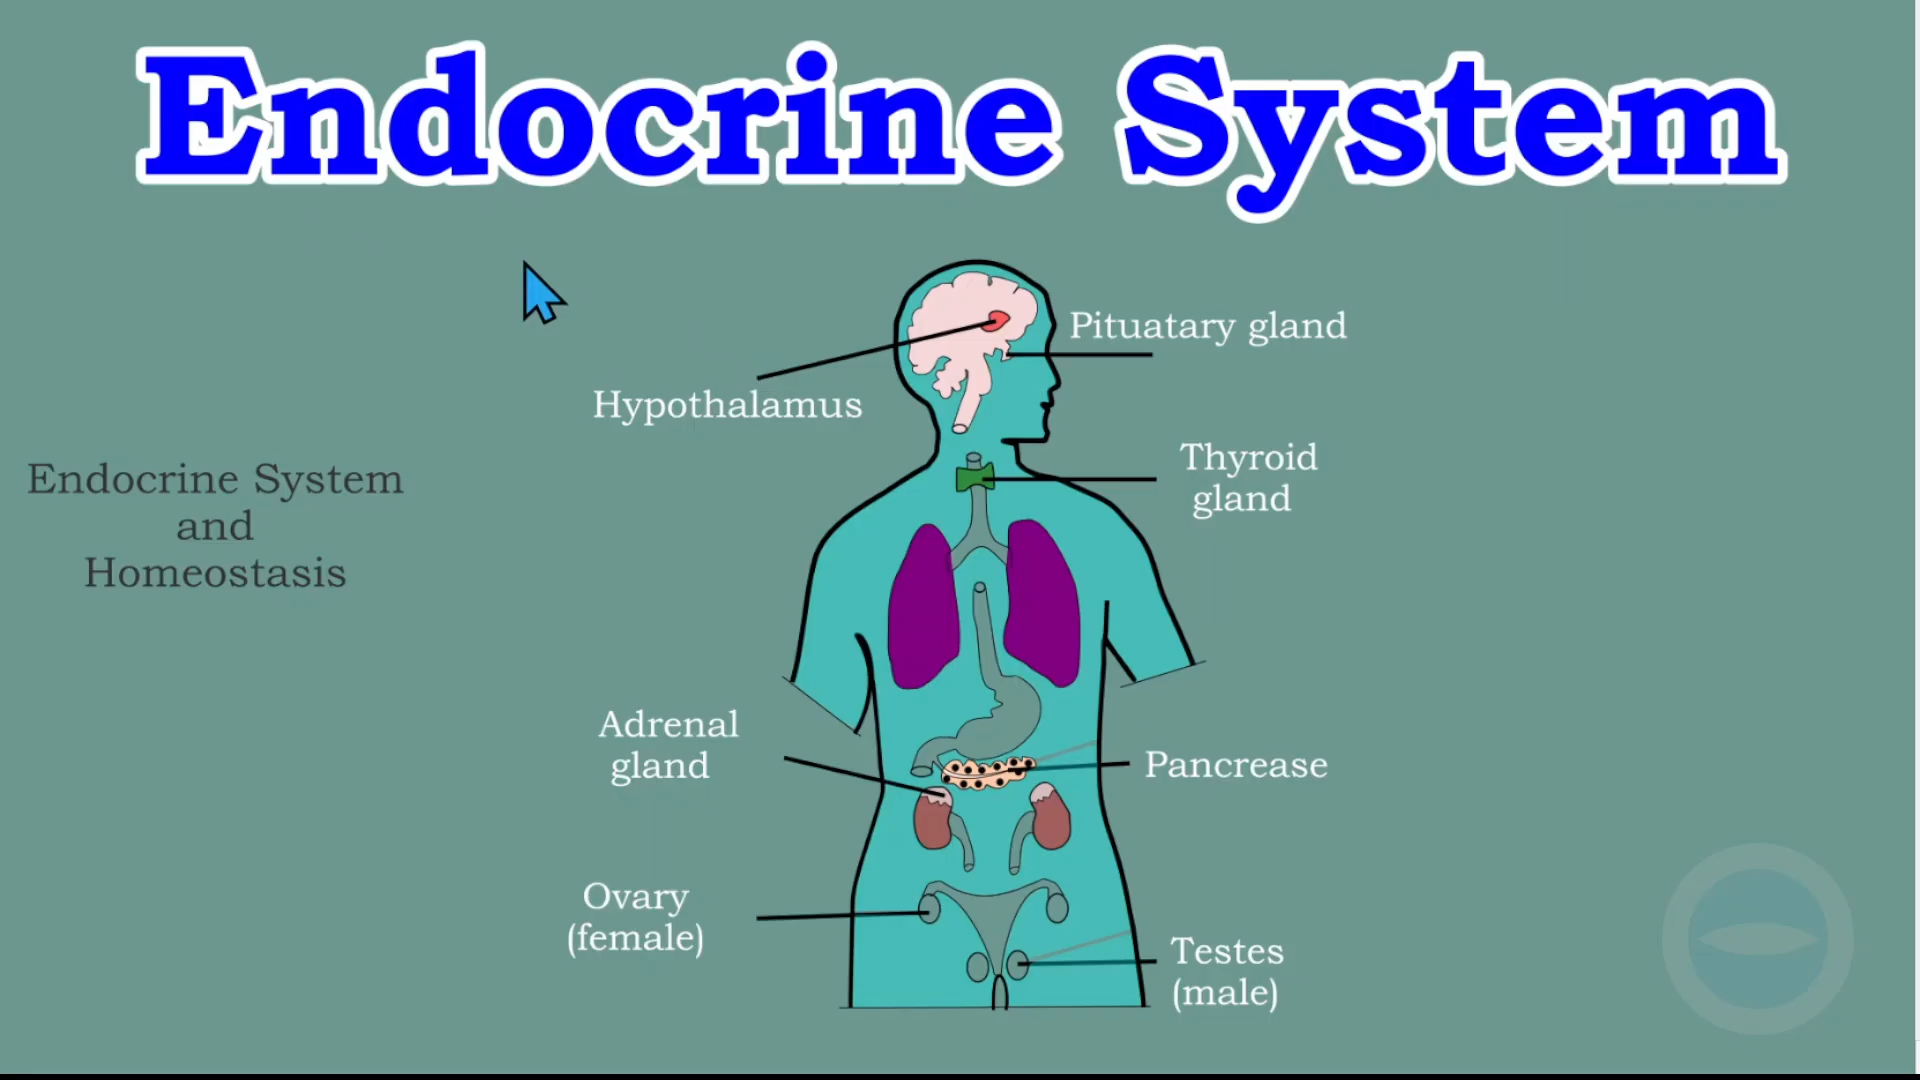 Endocrine System
Pituatary gland
Hypothalamus
Thyroid
gland
Endocrine System
and
Homeostasis
Adrenal
gland
Pancrease
Ovary
(female)
Testes
(male)